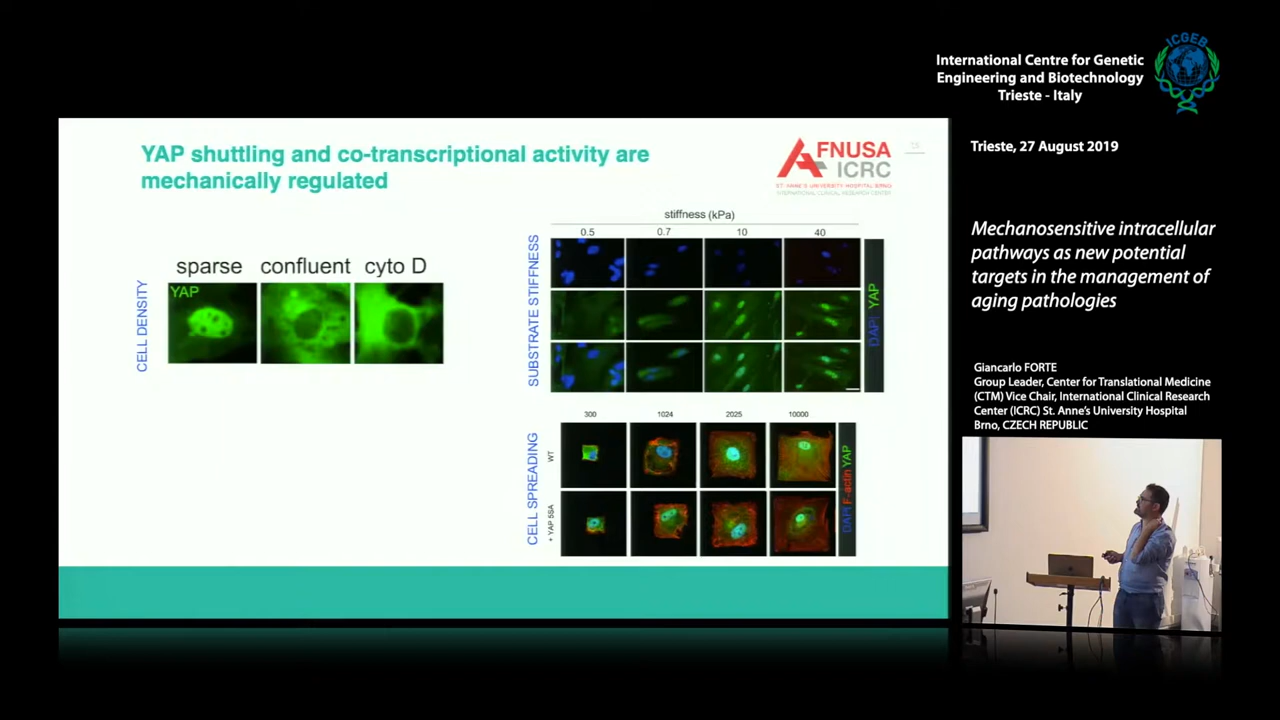 International Centre for Genetic
Engineering and Biotechnology
Trieste - Italy
ICGEB
Trieste, 27 August 2019
Mechanosensitive intracellular
pathways as new potential
targets in the management of
aging pathologies
Giancarlo FORTE
Group Leader, Center for Translational Medicine
(CTM) Vice Chair, International Clinical Research
Center (ICRC) St. Anne's University Hospital
Brno, CZECH REPUBLIC
YAP shuttling and co-transcriptional activity are
mechanically regulated
FNUSA
ICRC
ST. ANNE'S UNIVERSITY HOSPITAL BRNO
INTERNATIONAL CLINICAL RESEARCH CENTER
CELL DENSITY
sparse confluent cyto D
YAP
SUBSTRATE STIFFNESS
stiffness (kPa)
0.5 0.7 10 40
DAPI YAP
CELL SPREADING
300 1024 2025 10000
WT
+ YAP 5SA
DAPI F-actin YAP